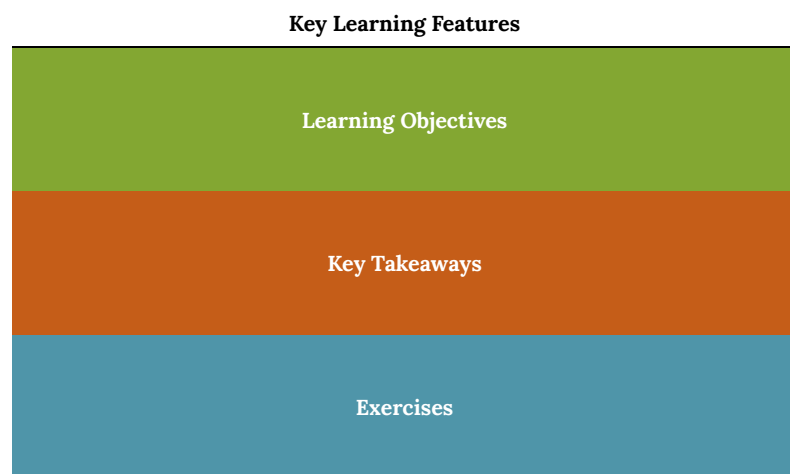 Key Learning Features
Learning Objectives
Key Takeaways
Exercises